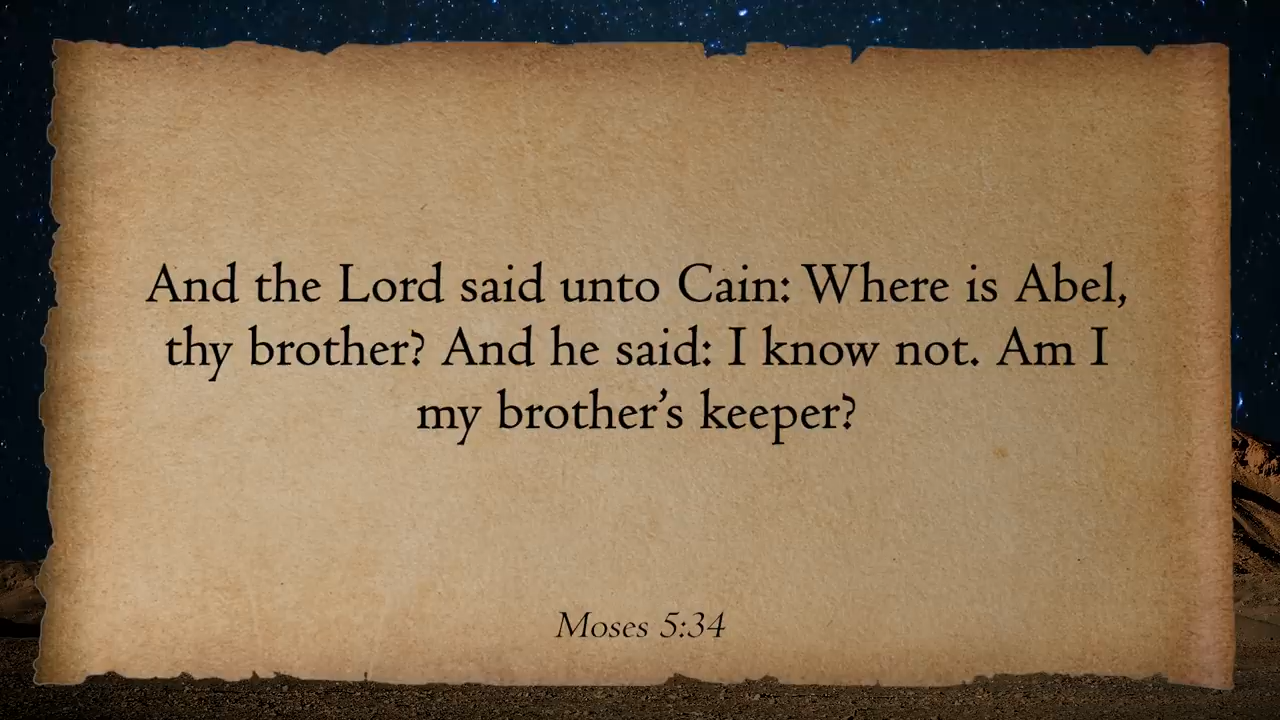 And the Lord said unto Cain: Where is Abel,
thy brother? And he said: I know not. Am I
my brother’s keeper?
Moses 5:34